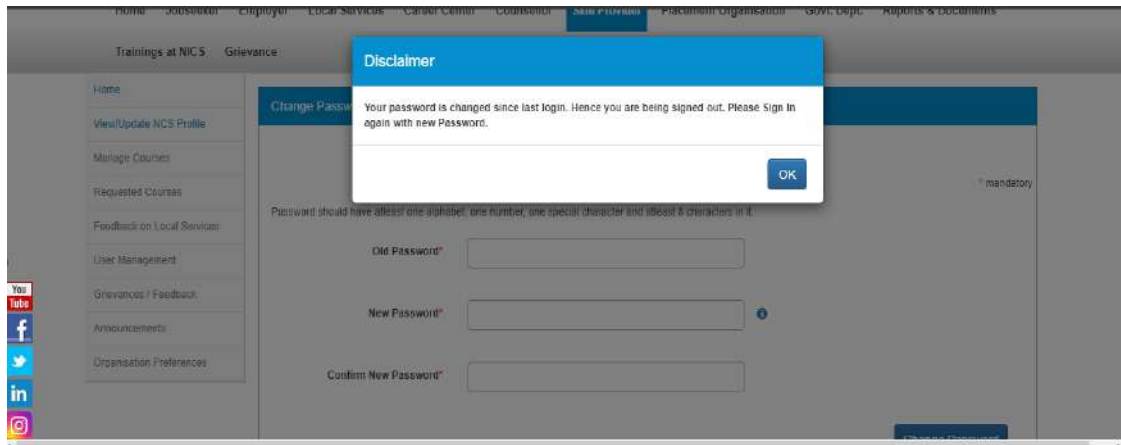 Home Jobseeker Employer Local Services Career Center Counsellor Skill Provider Placement Organisation Govt. Dept. Reports & Documents
Trainings at NICS Grievance
Disclaimer
Your password is changed since last login. Hence you are being signed out. Please Sign In
again with new Password.
OK
Home
View/Update NCS Profile
Manage Courses
Requested Courses
Feedback on Local Services
User Management
Grievances / Feedback
Announcements
Organisation Preferences
Change Passw
* mandatory
Password should have atleast one alphabet, one number, one special character and atleast 8 characters in it.
Old Password*
New Password*
Confirm New Password*
Change Password
You
Tube
f
in